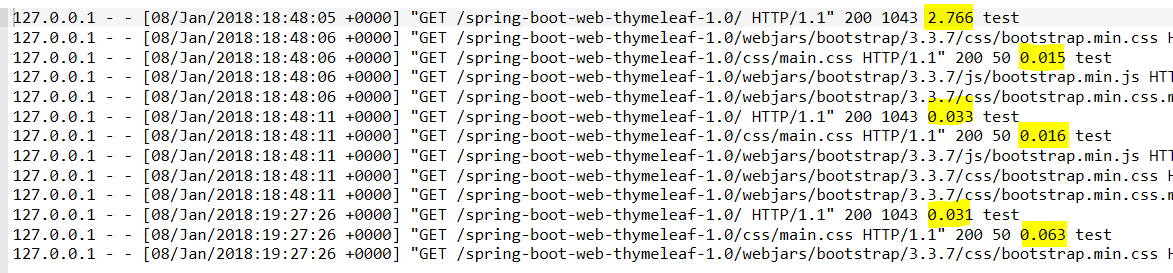 127.0.0.1 - - [08/Jan/2018:18:48:05 +0000] "GET /spring-boot-web-thymeleaf-1.0/ HTTP/1.1" 200 1043 2.766 test
127.0.0.1 - - [08/Jan/2018:18:48:06 +0000] "GET /spring-boot-web-thymeleaf-1.0/webjars/bootstrap/3.3.7/css/bootstrap.min.css H
127.0.0.1 - - [08/Jan/2018:18:48:06 +0000] "GET /spring-boot-web-thymeleaf-1.0/css/main.css HTTP/1.1" 200 50 0.015 test
127.0.0.1 - - [08/Jan/2018:18:48:06 +0000] "GET /spring-boot-web-thymeleaf-1.0/webjars/bootstrap/3.3.7/js/bootstrap.min.js HT
127.0.0.1 - - [08/Jan/2018:18:48:06 +0000] "GET /spring-boot-web-thymeleaf-1.0/webjars/bootstrap/3.3.7/css/bootstrap.min.css.m
127.0.0.1 - - [08/Jan/2018:18:48:11 +0000] "GET /spring-boot-web-thymeleaf-1.0/ HTTP/1.1" 200 1043 0.033 test
127.0.0.1 - - [08/Jan/2018:18:48:11 +0000] "GET /spring-boot-web-thymeleaf-1.0/css/main.css HTTP/1.1" 200 50 0.016 test
127.0.0.1 - - [08/Jan/2018:18:48:11 +0000] "GET /spring-boot-web-thymeleaf-1.0/webjars/bootstrap/3.3.7/js/bootstrap.min.js HT
127.0.0.1 - - [08/Jan/2018:18:48:11 +0000] "GET /spring-boot-web-thymeleaf-1.0/webjars/bootstrap/3.3.7/css/bootstrap.min.css H
127.0.0.1 - - [08/Jan/2018:18:48:11 +0000] "GET /spring-boot-web-thymeleaf-1.0/webjars/bootstrap/3.3.7/css/bootstrap.min.css.m
127.0.0.1 - - [08/Jan/2018:19:27:26 +0000] "GET /spring-boot-web-thymeleaf-1.0/ HTTP/1.1" 200 1043 0.031 test
127.0.0.1 - - [08/Jan/2018:19:27:26 +0000] "GET /spring-boot-web-thymeleaf-1.0/css/main.css HTTP/1.1" 200 50 0.063 test
127.0.0.1 - - [08/Jan/2018:19:27:26 +0000] "GET /spring-boot-web-thymeleaf-1.0/webjars/bootstrap/3.3.7/css/bootstrap.min.css H